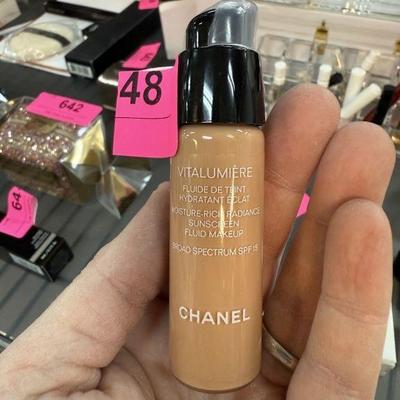 48
642
64
VITALUMIÈRE
FLUIDE DE TEINT
HYDRATANT ÉCLAT
MOISTURE-RICH RADIANCE
SUNSCREEN
FLUID MAKEUP
BROAD SPECTRUM SPF 15
CHANEL